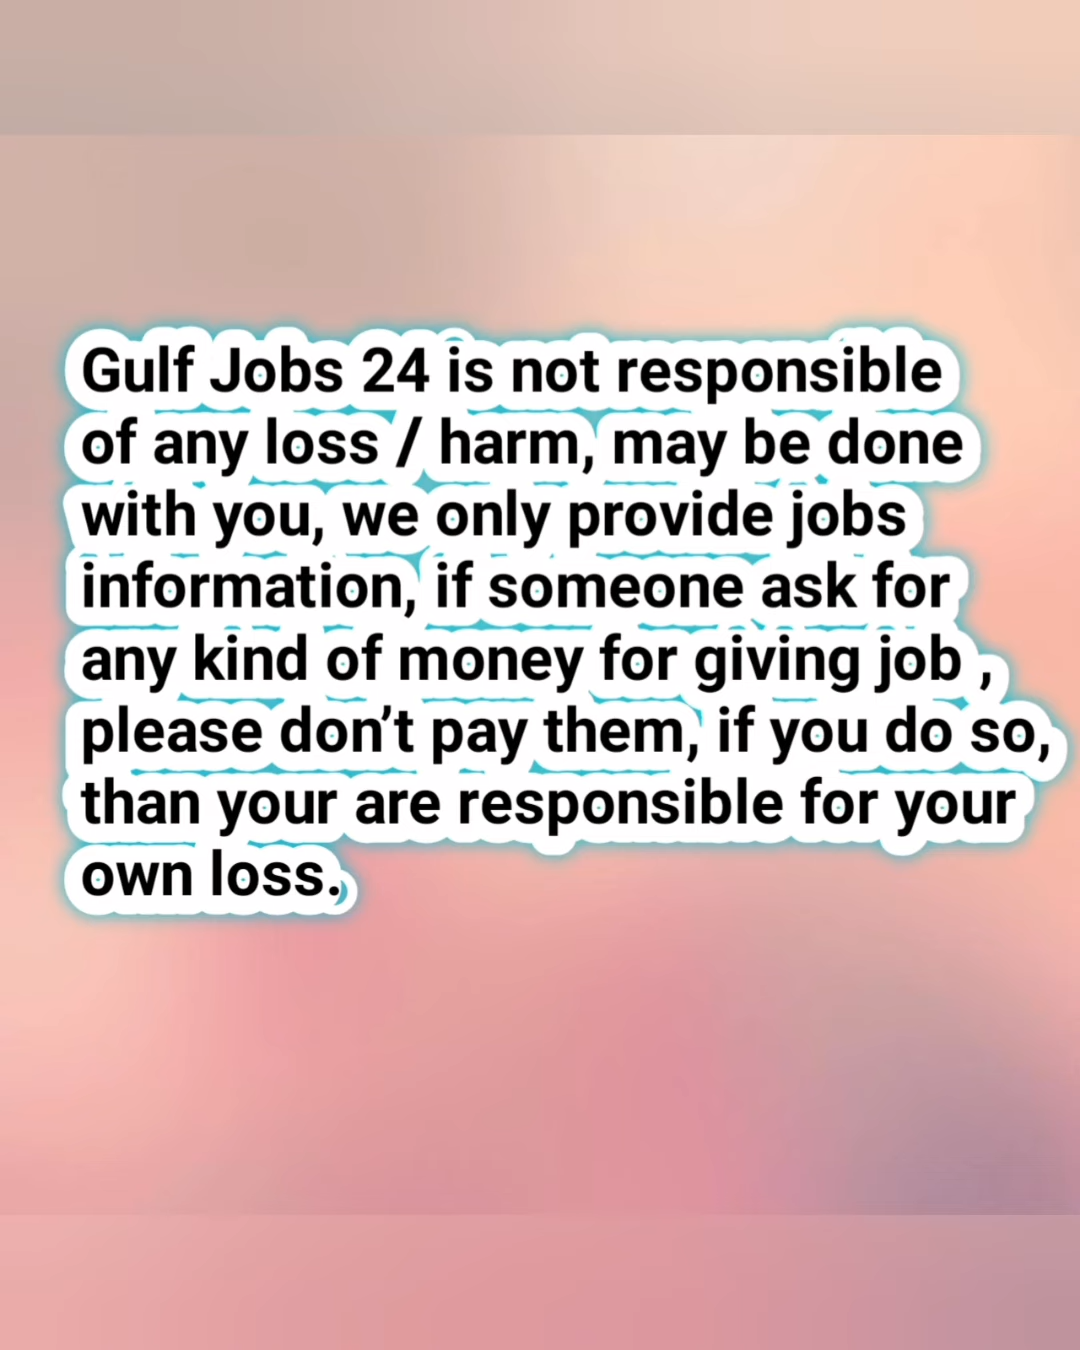 Gulf Jobs 24 is not responsible
of any loss / harm, may be done
with you, we only provide jobs
information, if someone ask for
any kind of money for giving job ,
please don’t pay them, if you do so,
than your are responsible for your
own loss.